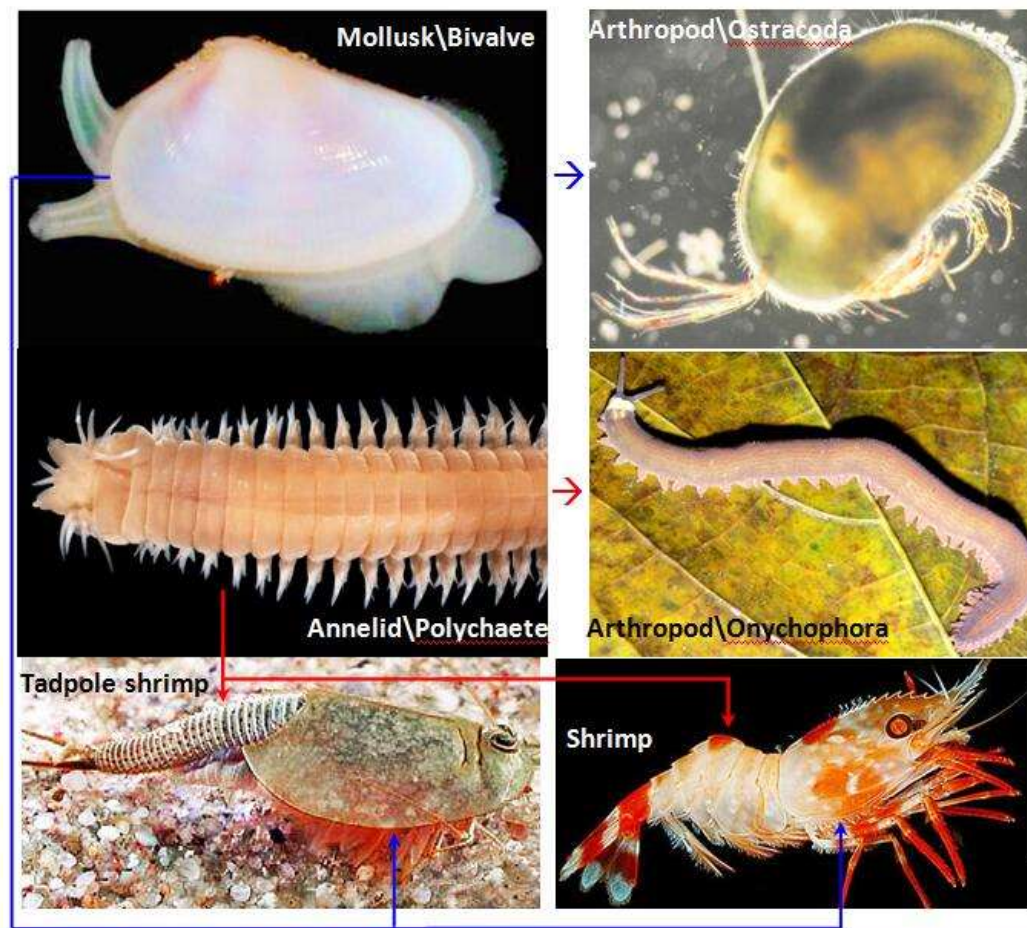 Mollusk\Bivalve
Arthropod\Ostracoda
Annelid\Polychaete
Arthropod\Onychophora
Tadpole shrimp
Shrimp